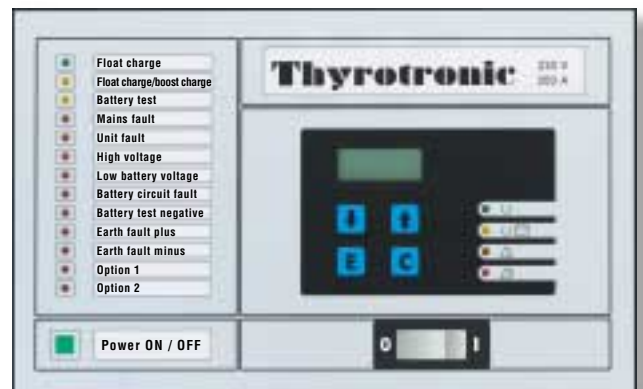 Float charge
Float charge/boost charge
Battery test
Mains fault
Unit fault
High voltage
Low battery voltage
Battery circuit fault
Battery test negative
Earth fault plus
Earth fault minus
Option 1
Option 2
Power ON / OFF
Thyrotronic
E C
0 I